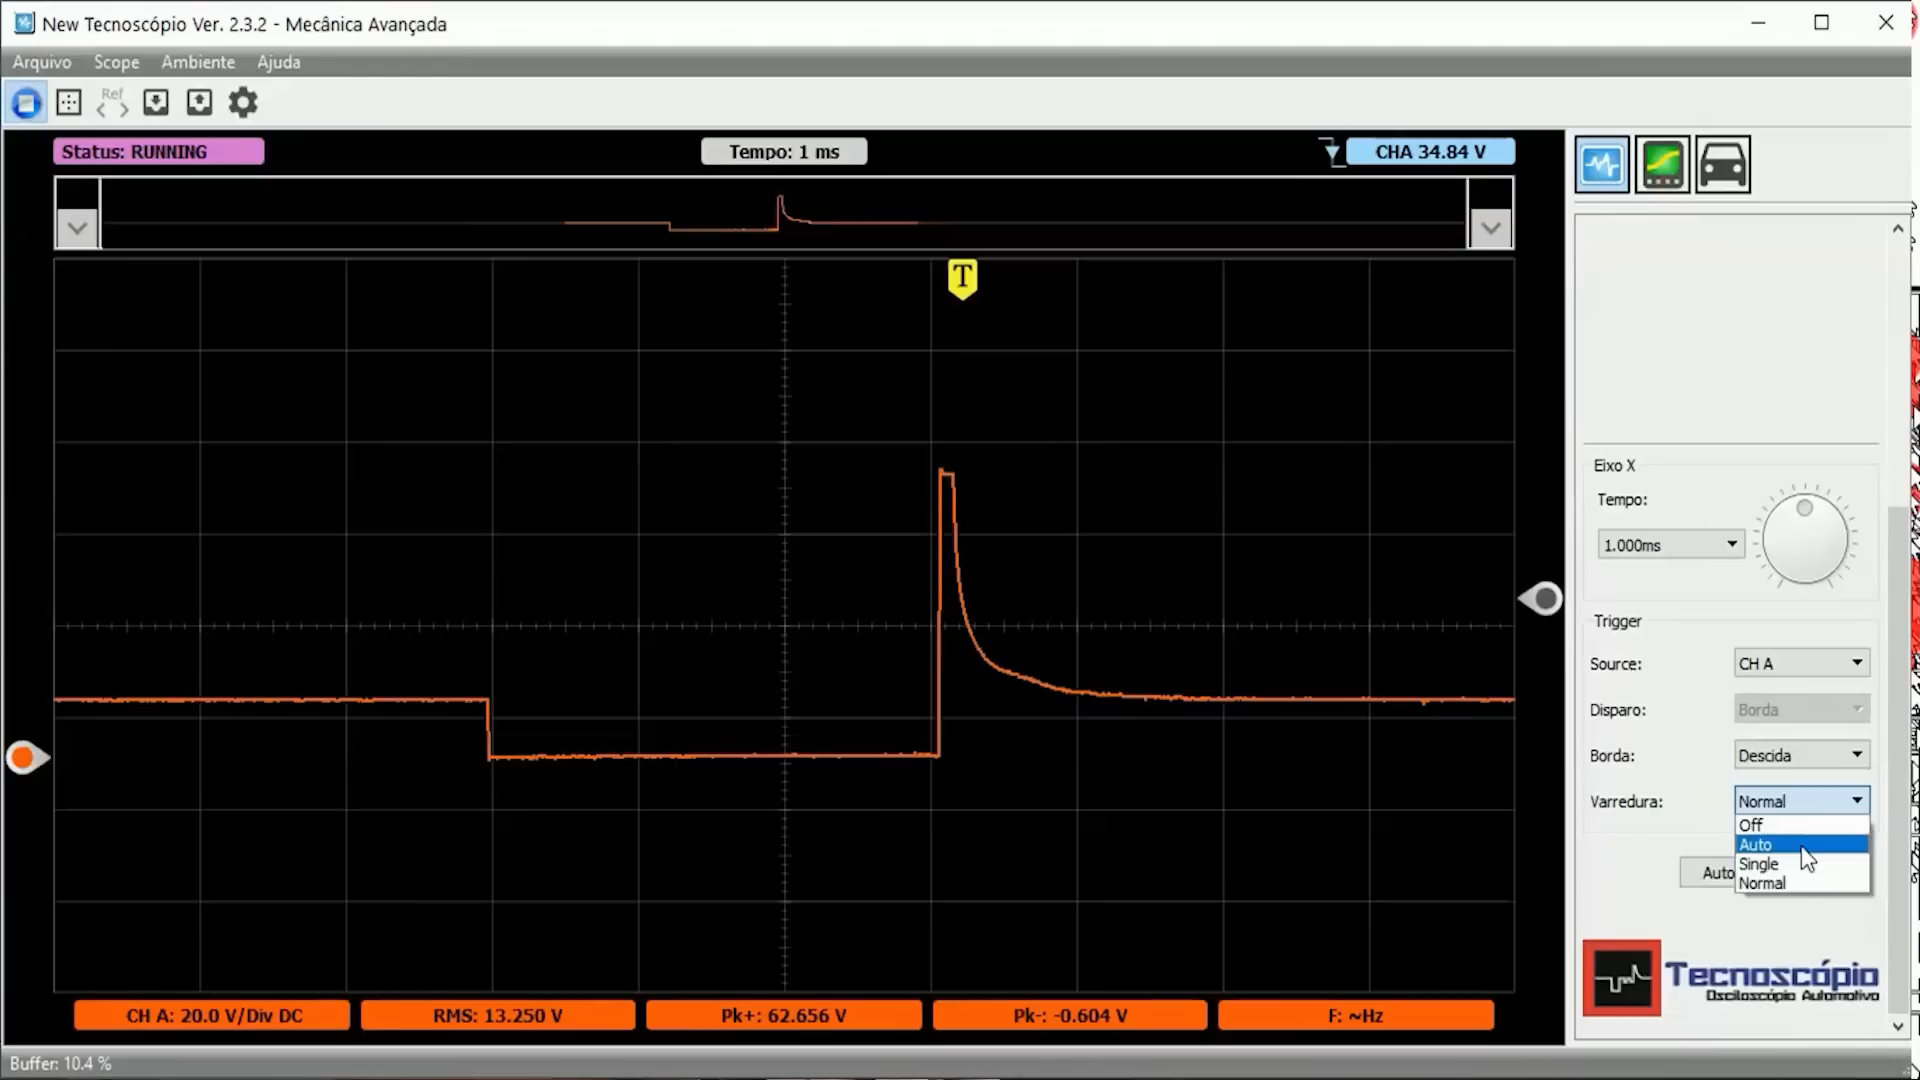 New Tecnoscópio Ver. 2.3.2 - Mecânica Avançada
Arquivo Scope Ambiente Ajuda
Ref
Status: RUNNING
Tempo: 1 ms
CHA 34.84 V
T
Eixo X
Tempo:
1.000ms
Trigger
Source: CH A
Disparo: Borda
Borda: Descida
Varredura: Normal
Off
Auto
Single
Normal
Auto
Tecnoscópio
Osciloscópio Automotivo
CH A: 20.0 V/Div DC
RMS: 13.250 V
Pk+: 62.656 V
Pk-: -0.604 V
F: ~Hz
Buffer: 10.4 %